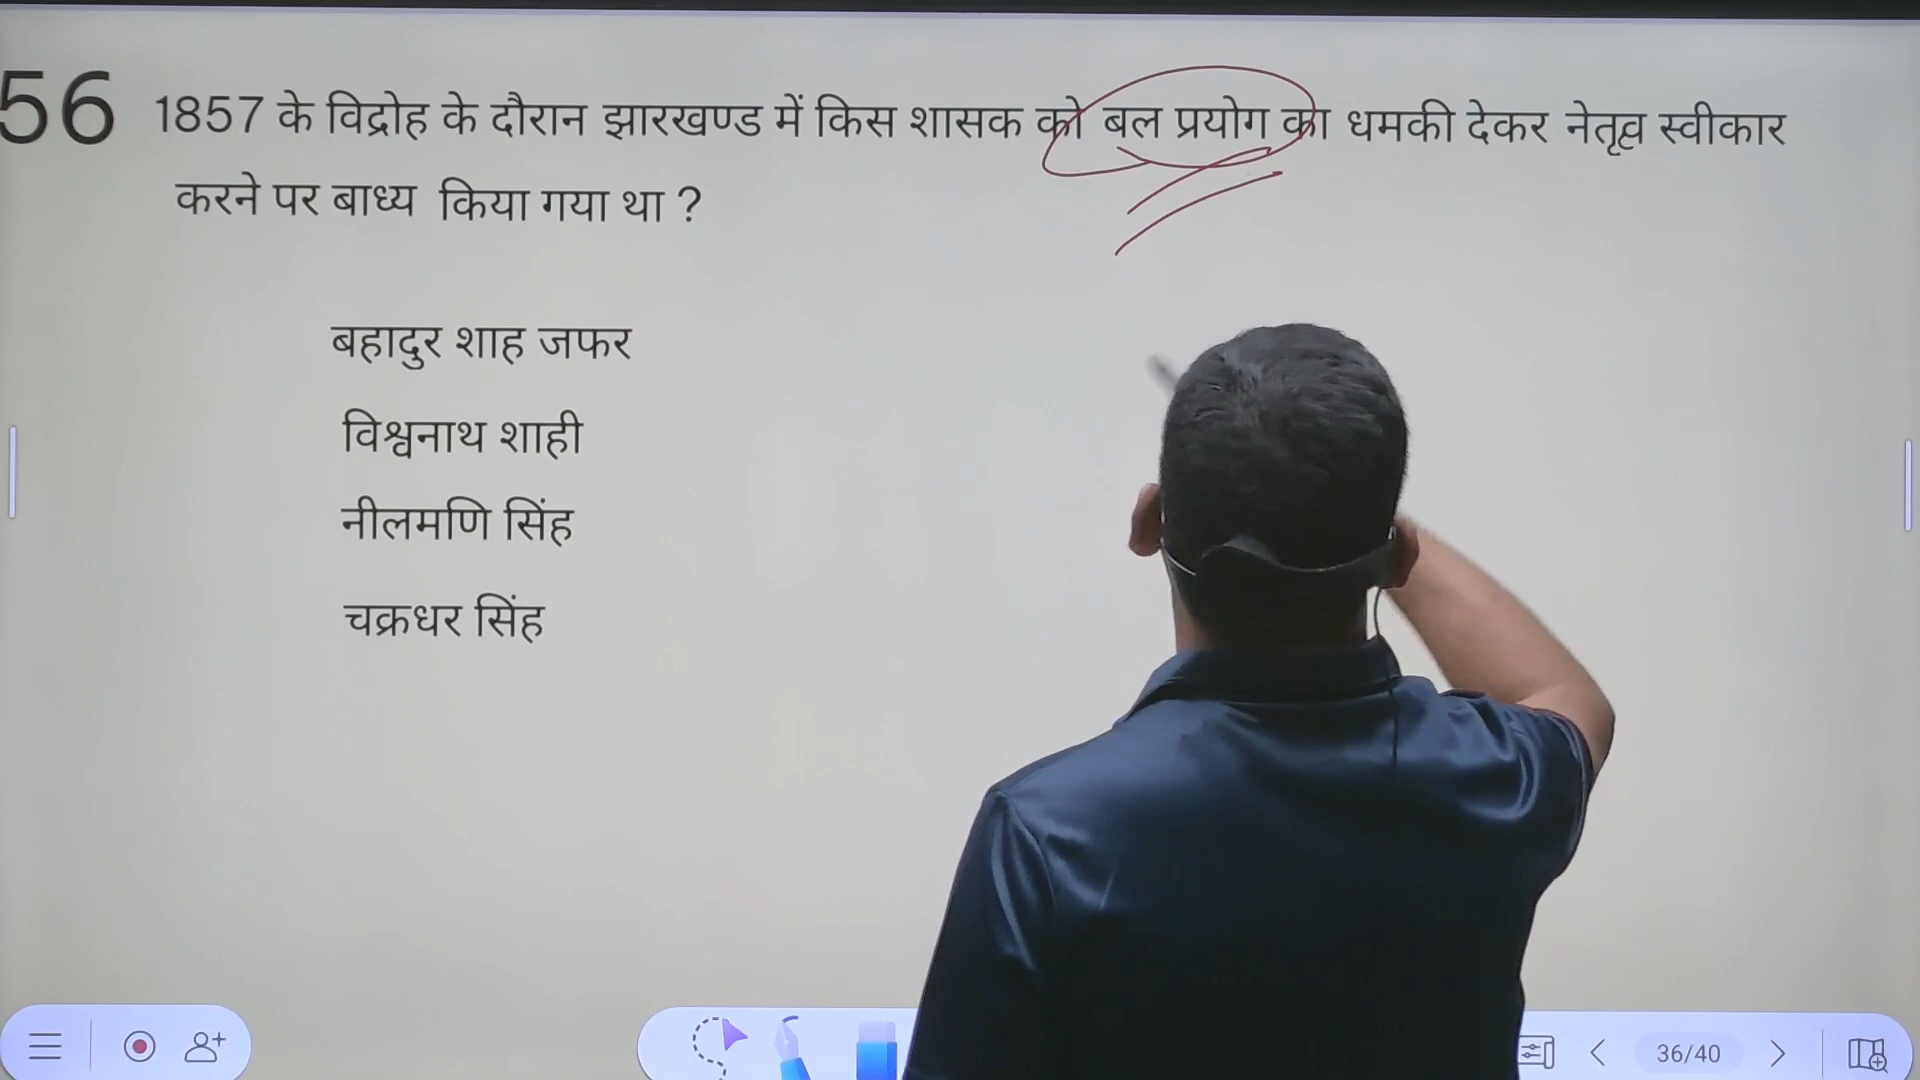 56 1857 के विद्रोह के दौरान झारखण्ड में किस शासक को बल प्रयोग का धमकी देकर नेतृत्व स्वीकार
करने पर बाध्य किया गया था ?
बहादुर शाह जफर
विश्वनाथ शाही
नीलमणि सिंह
चक्रधर सिंह
36/40